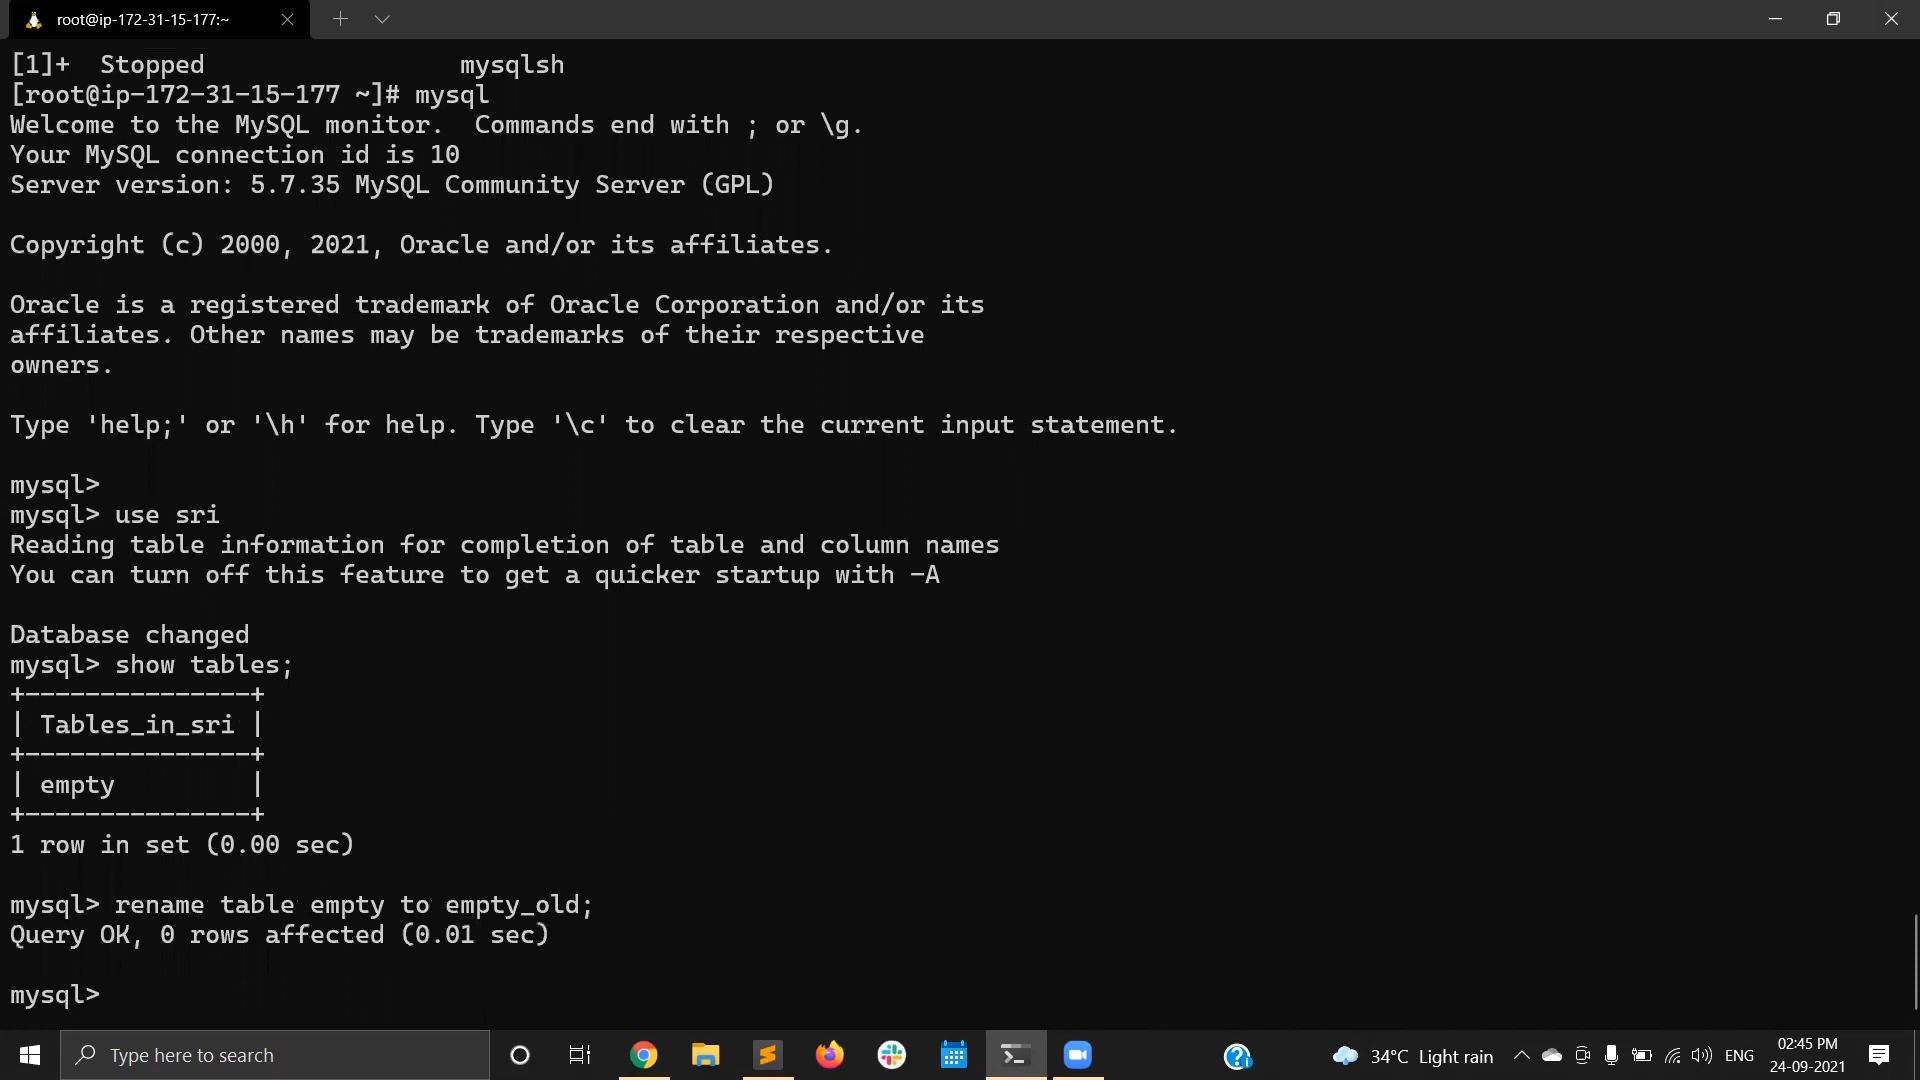 root@ip-172-31-15-177:~
[1]+  Stopped                 mysqlsh
[root@ip-172-31-15-177 ~]# mysql
Welcome to the MySQL monitor.  Commands end with ; or \g.
Your MySQL connection id is 10
Server version: 5.7.35 MySQL Community Server (GPL)
Copyright (c) 2000, 2021, Oracle and/or its affiliates.
Oracle is a registered trademark of Oracle Corporation and/or its
affiliates. Other names may be trademarks of their respective
owners.
Type 'help;' or '\h' for help. Type '\c' to clear the current input statement.
mysql>
mysql> use sri
Reading table information for completion of table and column names
You can turn off this feature to get a quicker startup with -A
Database changed
mysql> show tables;
+---------------+
| Tables_in_sri |
+---------------+
| empty         |
+---------------+
1 row in set (0.00 sec)
mysql> rename table empty to empty_old;
Query OK, 0 rows affected (0.01 sec)
mysql>
Type here to search
34°C Light rain
ENG
02:45 PM
24-09-2021